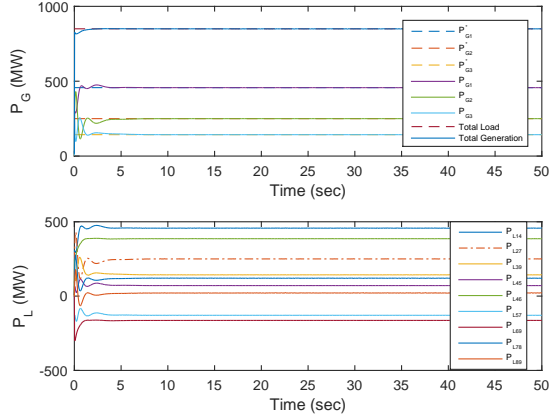 1000
500
0
P_G (MW)
0 5 10 15 20 25 30 35 40 45 50
Time (sec)
P*_G1
P*_G2
P*_G3
P_G1
P_G2
P_G3
Total Load
Total Generation
500
0
-500
P_L (MW)
0 5 10 15 20 25 30 35 40 45 50
Time (sec)
P_L14
P_L27
P_L39
P_L45
P_L46
P_L57
P_L69
P_L78
P_L89